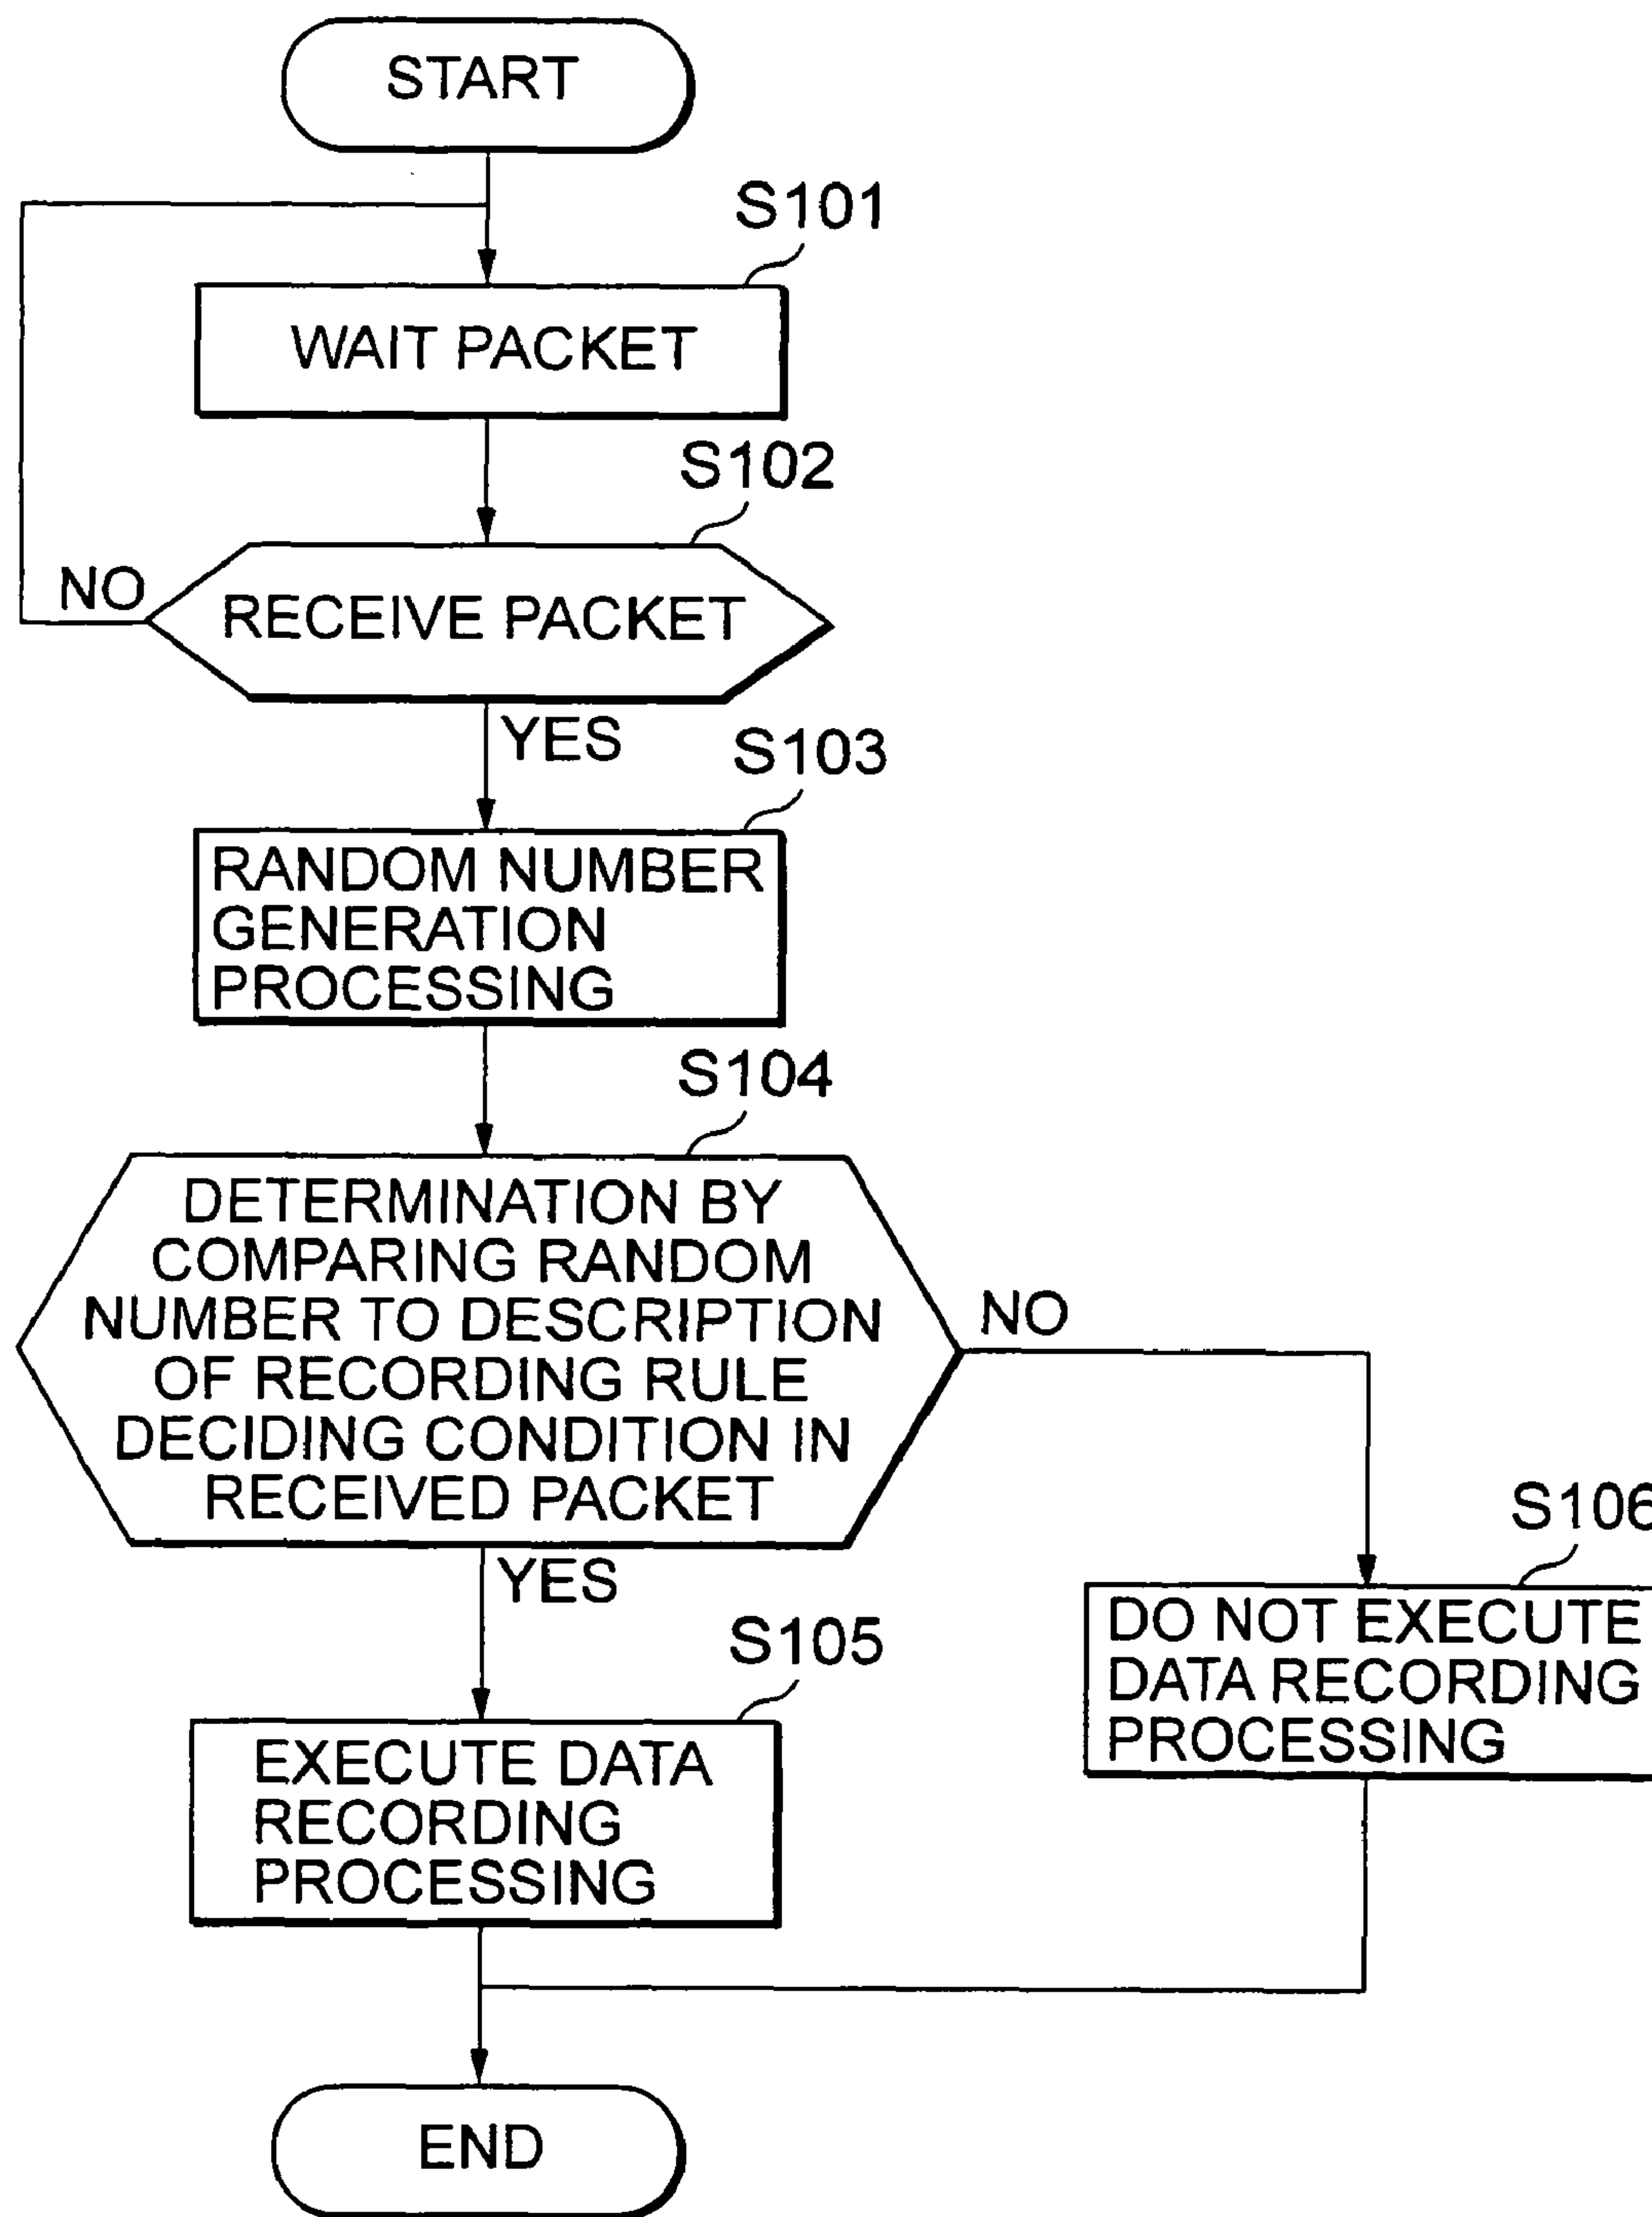 START
S101
WAIT PACKET
S102
NO
RECEIVE PACKET
YES
S103
RANDOM NUMBER
GENERATION
PROCESSING
S104
DETERMINATION BY
COMPARING RANDOM
NUMBER TO DESCRIPTION
OF RECORDING RULE
DECIDING CONDITION IN
RECEIVED PACKET
NO
YES
S106
DO NOT EXECUTE
DATA RECORDING
PROCESSING
S105
EXECUTE DATA
RECORDING
PROCESSING
END